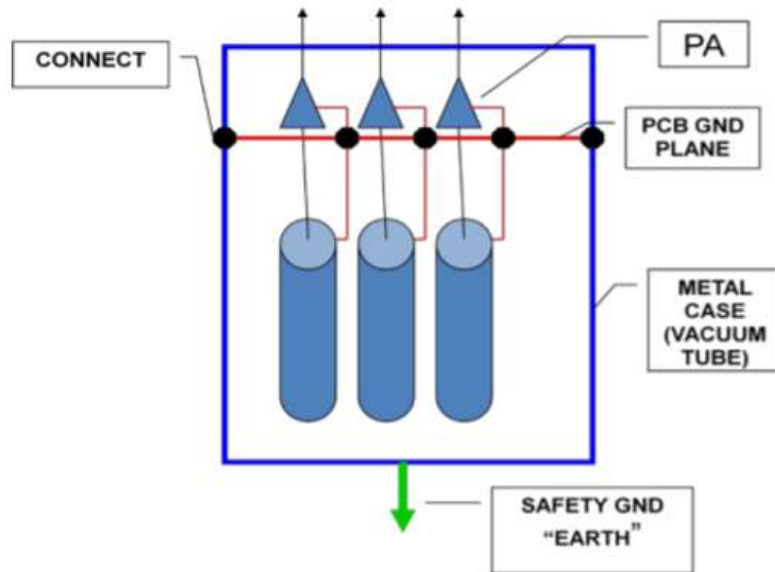 CONNECT
PA
PCB GND
PLANE
METAL
CASE
(VACUUM
TUBE)
SAFETY GND
“EARTH”